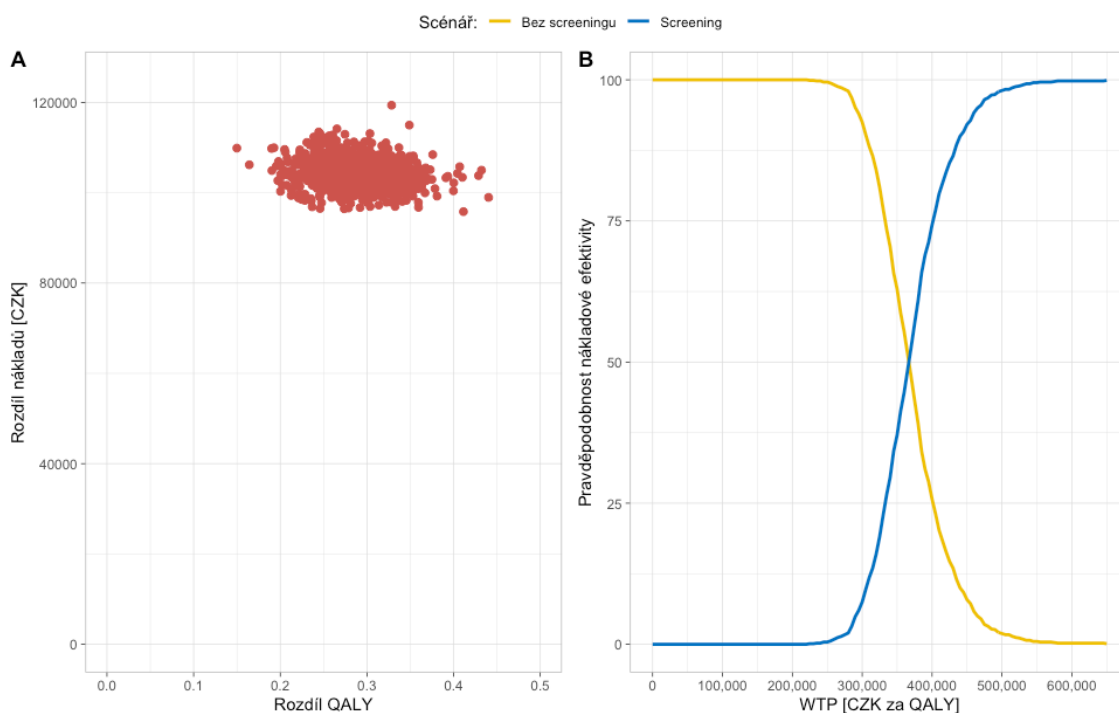 Scénář: Bez screeningu Screening
A
Rozdíl nákladů [CZK]
120000
80000
40000
0
0.0 0.1 0.2 0.3 0.4 0.5
Rozdíl QALY
B
Pravděpodobnost nákladové efektivity
100
75
50
25
0
0 100,000 200,000 300,000 400,000 500,000 600,000
WTP [CZK za QALY]